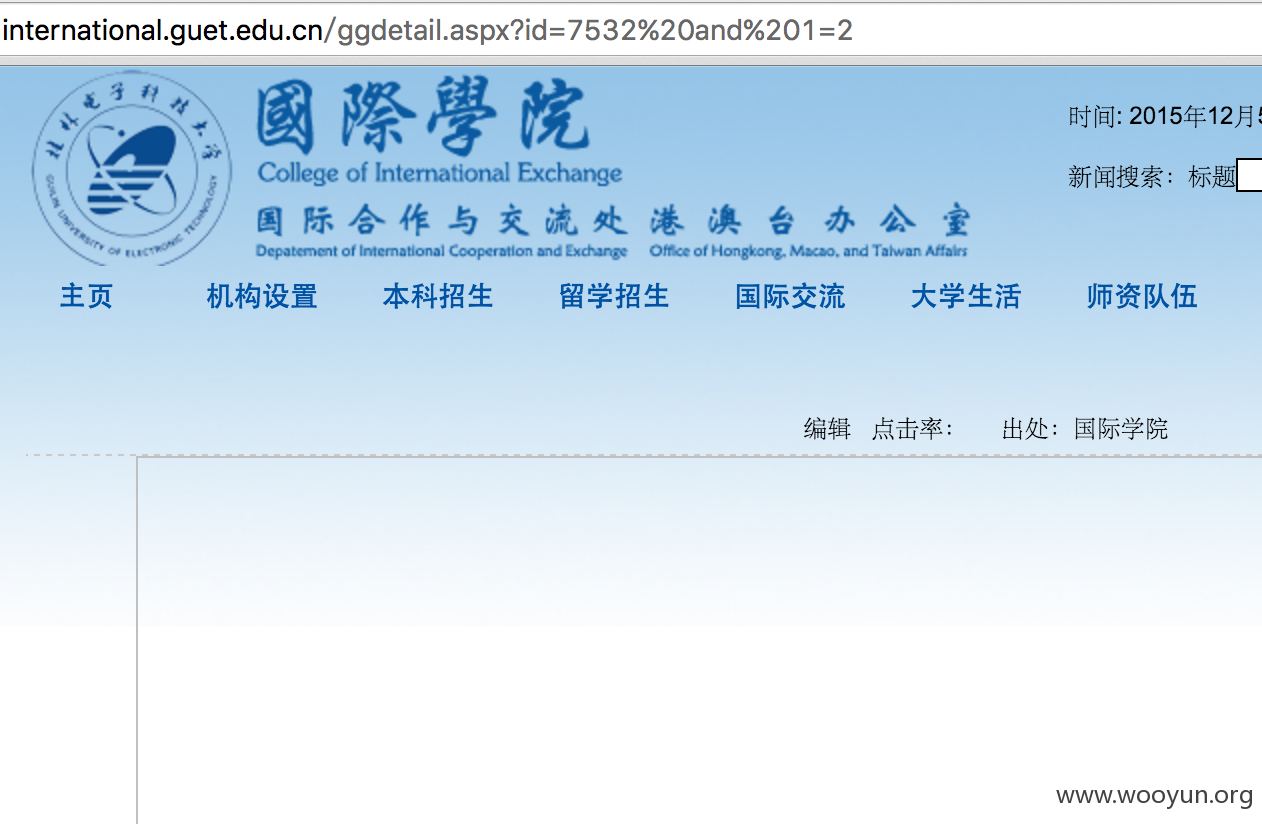 international.guet.edu.cn/ggdetail.aspx?id=7532%20and%201=2
桂林电子科技大学
GUILIN UNIVERSITY OF ELECTRONIC TECHNOLOGY
國際學院
College of International Exchange
国际合作与交流处 港澳台办公室
Depatement of International Cooperation and Exchange Office of Hongkong, Macao, and Taiwan Affairs
时间: 2015年12月5
新闻搜索：标题
主页 机构设置 本科招生 留学招生 国际交流 大学生活 师资队伍
编辑 点击率： 出处：国际学院
www.wooyun.org